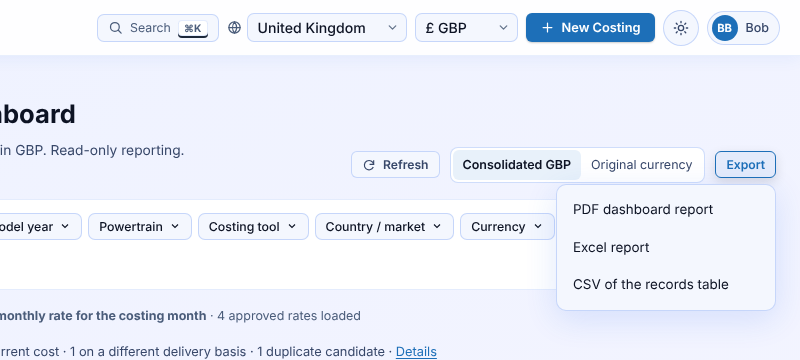 Search ⌘K United Kingdom £ GBP + New Costing BB Bob
board
in GBP. Read-only reporting.
Refresh Consolidated GBP Original currency Export
odel year Powertrain Costing tool Country / market Currency
PDF dashboard report
Excel report
CSV of the records table
monthly rate for the costing month · 4 approved rates loaded
rrent cost · 1 on a different delivery basis · 1 duplicate candidate · Details